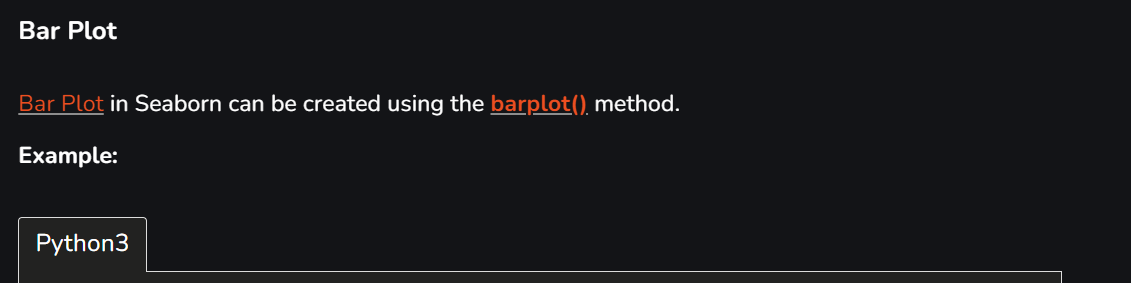 Bar Plot
Bar Plot in Seaborn can be created using the barplot() method.
Example:
Python3